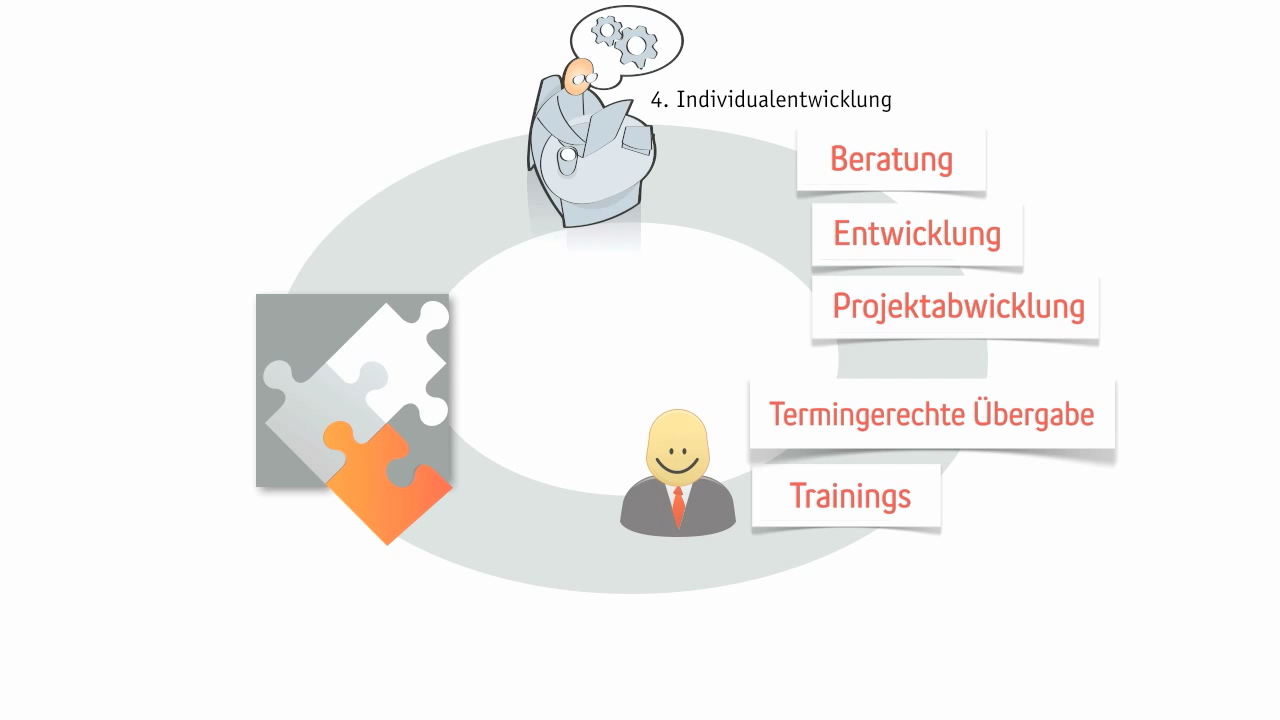 4. Individualentwicklung
Beratung
Entwicklung
Projektabwicklung
Termingerechte Übergabe
Trainings